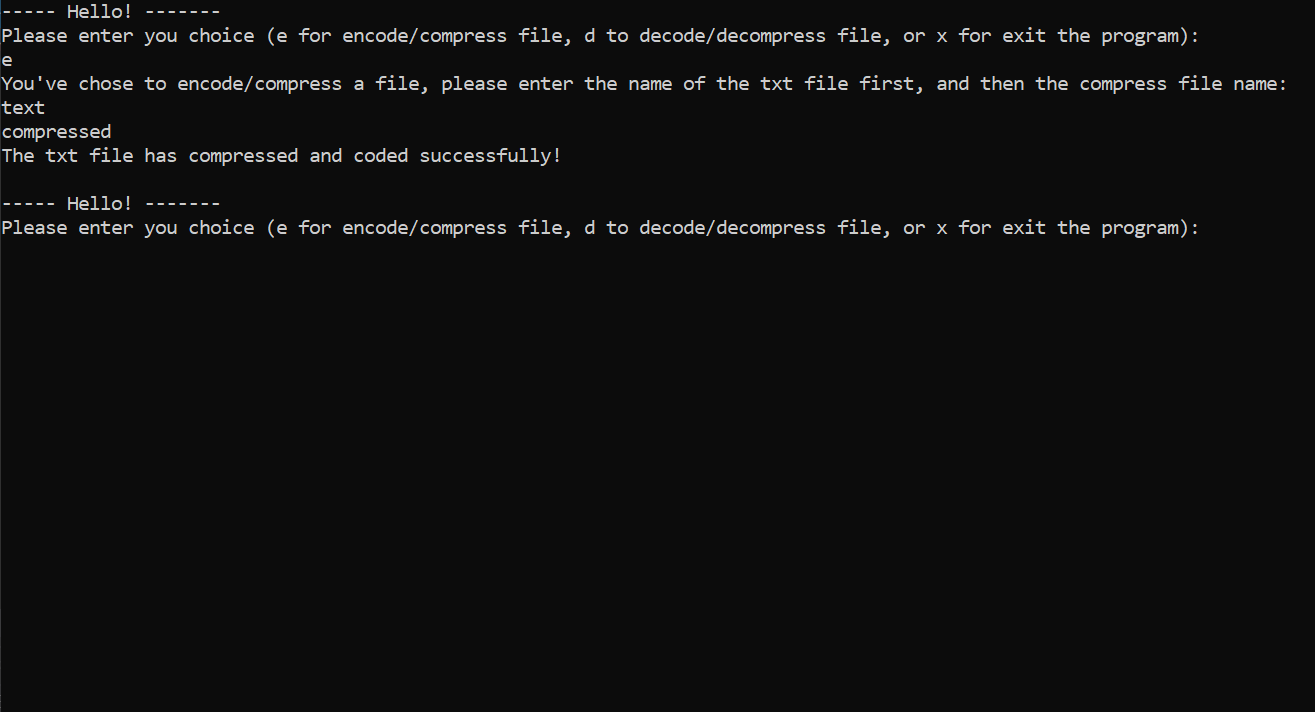 ----- Hello! -------
Please enter you choice (e for encode/compress file, d to decode/decompress file, or x for exit the program):
e
You've chose to encode/compress a file, please enter the name of the txt file first, and then the compress file name:
text
compressed
The txt file has compressed and coded successfully!
----- Hello! -------
Please enter you choice (e for encode/compress file, d to decode/decompress file, or x for exit the program):